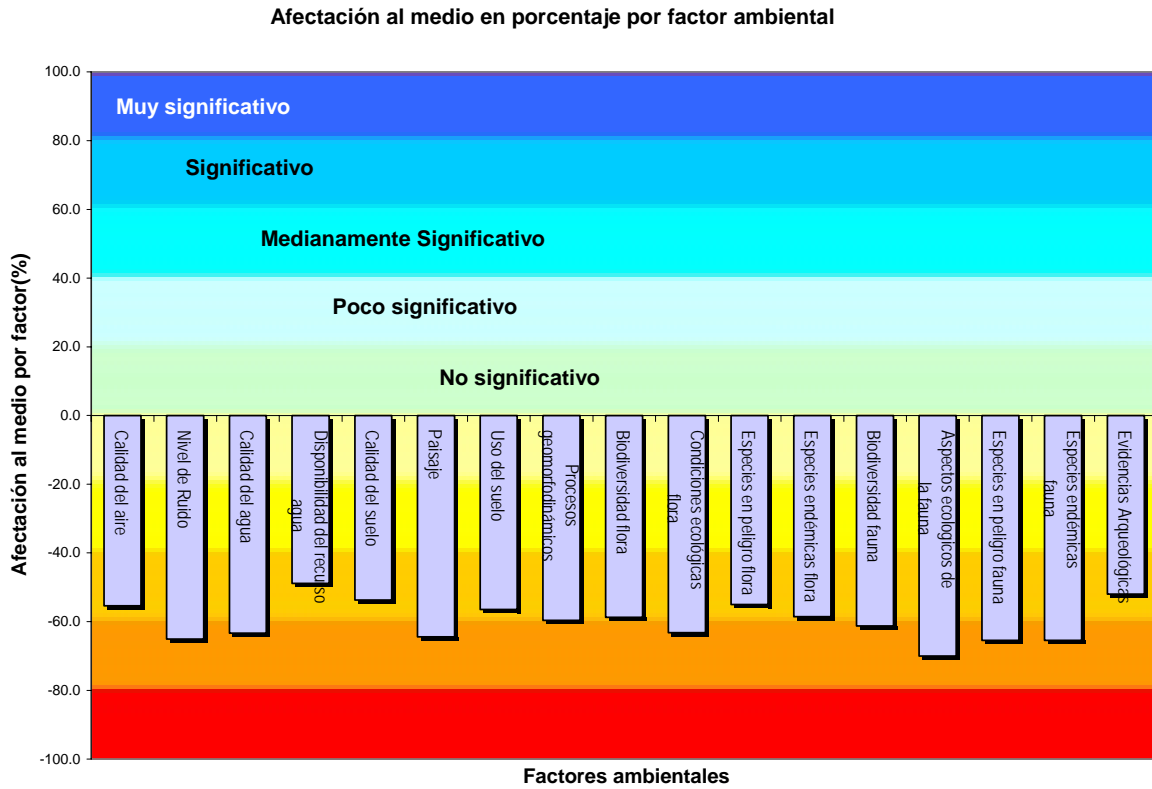 Afectación al medio en porcentaje por factor ambiental
Afectación al medio por factor(%)
100.0
80.0
60.0
40.0
20.0
0.0
-20.0
-40.0
-60.0
-80.0
-100.0
Muy significativo
Significativo
Medianamente Significativo
Poco significativo
No significativo
Calidad del aire
Nivel de Ruido
Calidad del agua
Disponibilidad del recurso
agua
Calidad del suelo
Paisaje
Uso del suelo
Procesos
geomorfodinámicos
Biodiversidad flora
Condiciones ecológicas
flora
Especies en peligro flora
Especies endémicas flora
Biodiversidad fauna
Aspectos ecologicos de
la fauna
Especies en peligro fauna
Especies endémicas
fauna
Evidencias Arqueológicas
Factores ambientales